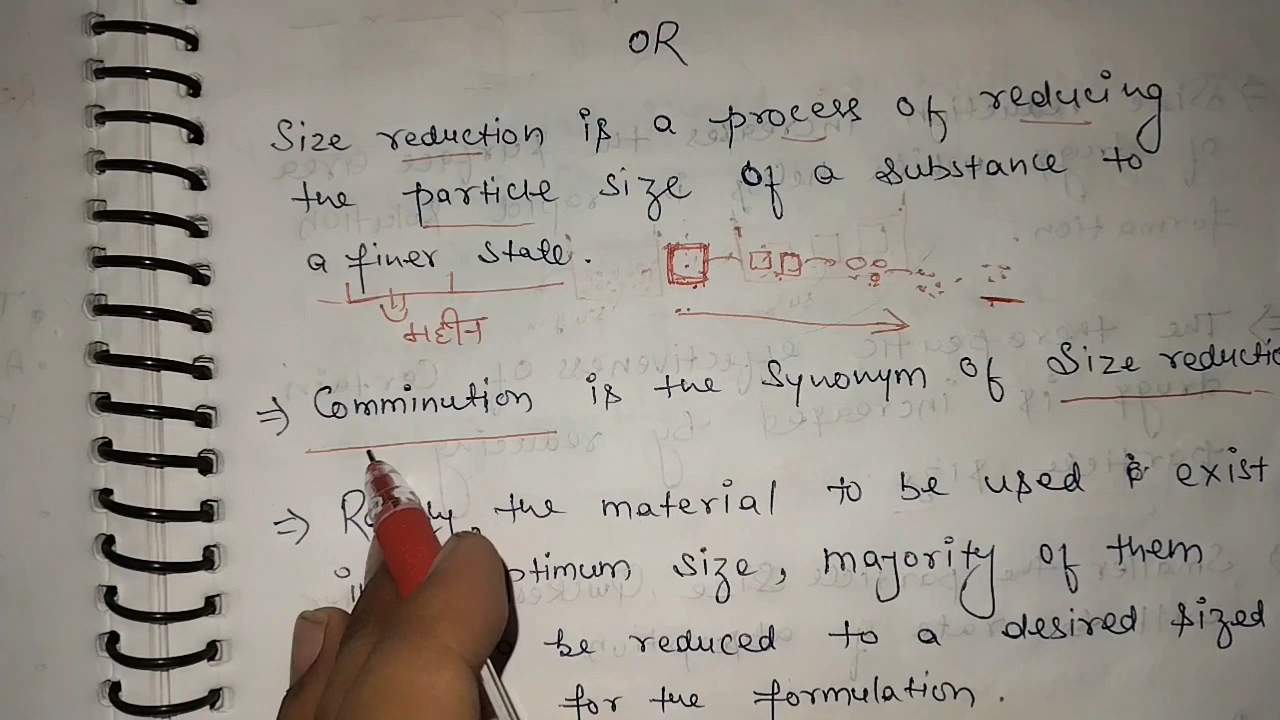 OR
Size reduction is a process of reducing
the particle size of a substance to
a finer state.
महीन
⇒ Comminution is the Synonym of Size reductio
⇒ the material to be used is exist
optimum size, majority of them
be reduced to a desired sized
for the formulation.